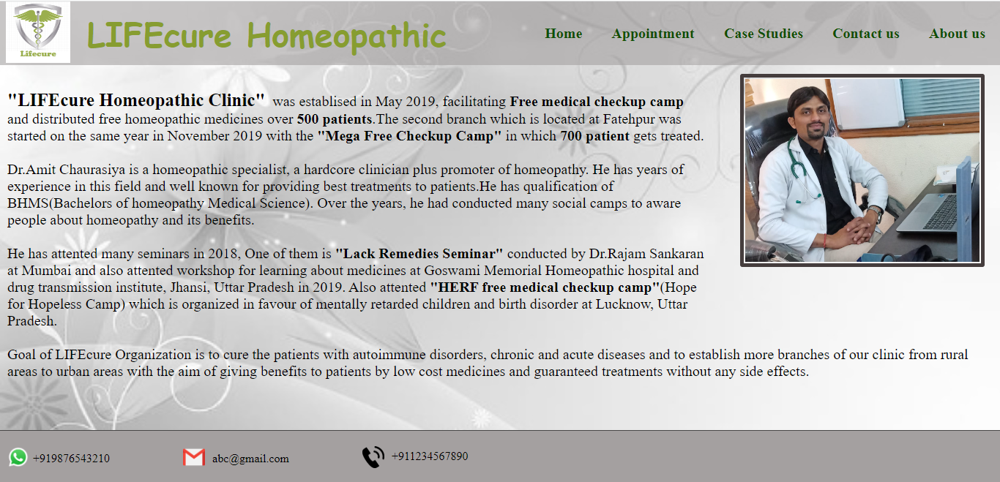 Lifecure
LIFEcure Homeopathic
Home Appointment Case Studies Contact us About us
"LIFEcure Homeopathic Clinic" was establised in May 2019, facilitating Free medical checkup camp
and distributed free homeopathic medicines over 500 patients.The second branch which is located at Fatehpur was
started on the same year in November 2019 with the "Mega Free Checkup Camp" in which 700 patient gets treated.
Dr.Amit Chaurasiya is a homeopathic specialist, a hardcore clinician plus promoter of homeopathy. He has years of
experience in this field and well known for providing best treatments to patients.He has qualification of
BHMS(Bachelors of homeopathy Medical Science). Over the years, he had conducted many social camps to aware
people about homeopathy and its benefits.
He has attented many seminars in 2018, One of them is "Lack Remedies Seminar" conducted by Dr.Rajam Sankaran
at Mumbai and also attented workshop for learning about medicines at Goswami Memorial Homeopathic hospital and
drug transmission institute, Jhansi, Uttar Pradesh in 2019. Also attented "HERF free medical checkup camp"(Hope
for Hopeless Camp) which is organized in favour of mentally retarded children and birth disorder at Lucknow, Uttar
Pradesh.
Goal of LIFEcure Organization is to cure the patients with autoimmune disorders, chronic and acute diseases and to establish more branches of our clinic from rural
areas to urban areas with the aim of giving benefits to patients by low cost medicines and guaranteed treatments without any side effects.
+919876543210 abc@gmail.com +911234567890